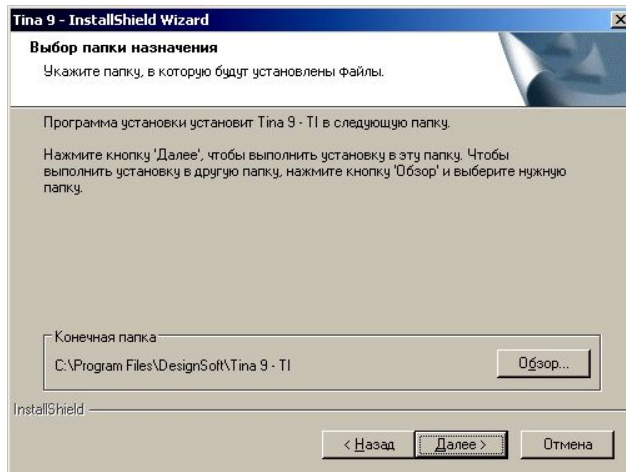 Tina 9 - InstallShield Wizard
Выбор папки назначения
Укажите папку, в которую будут установлены файлы.
Программа установки установит Tina 9 - TI в следующую папку.
Нажмите кнопку 'Далее', чтобы выполнить установку в эту папку. Чтобы
выполнить установку в другую папку, нажмите кнопку 'Обзор' и выберите нужную
папку.
Конечная папка
C:\Program Files\DesignSoft\Tina 9 - TI
Обзор...
InstallShield
< Назад
Далее >
Отмена